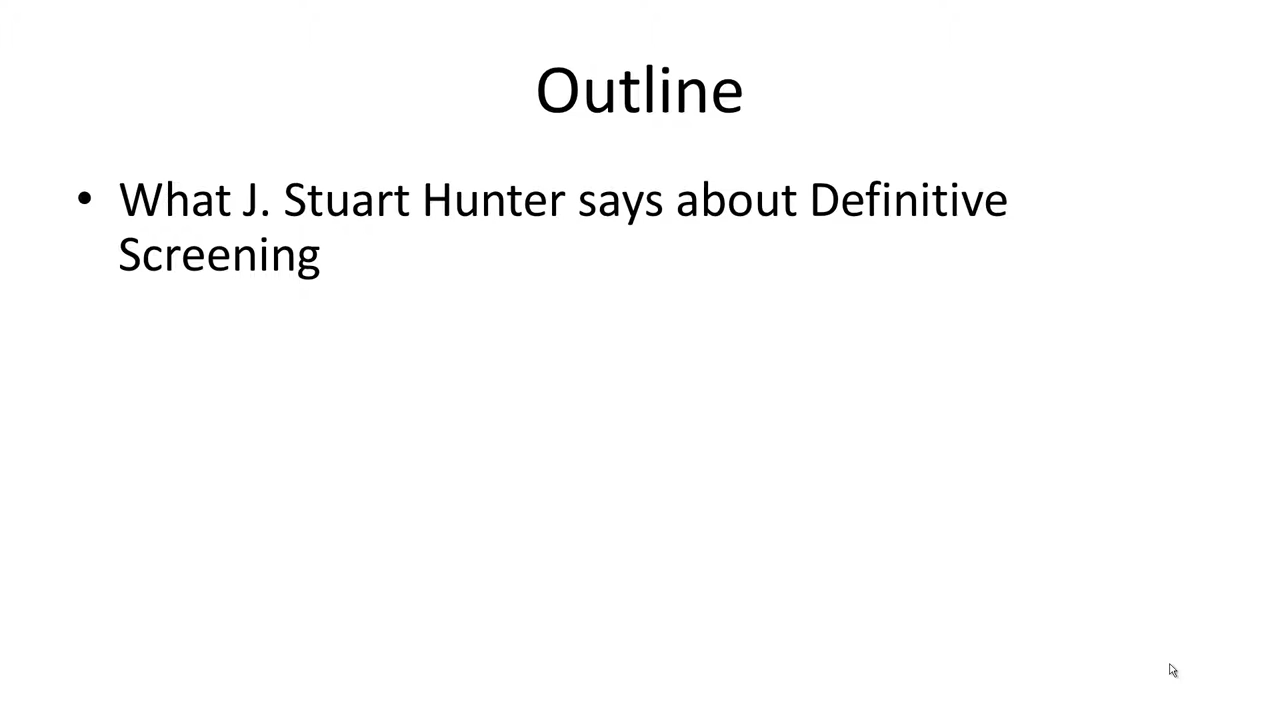 Outline
• What J. Stuart Hunter says about Definitive
Screening